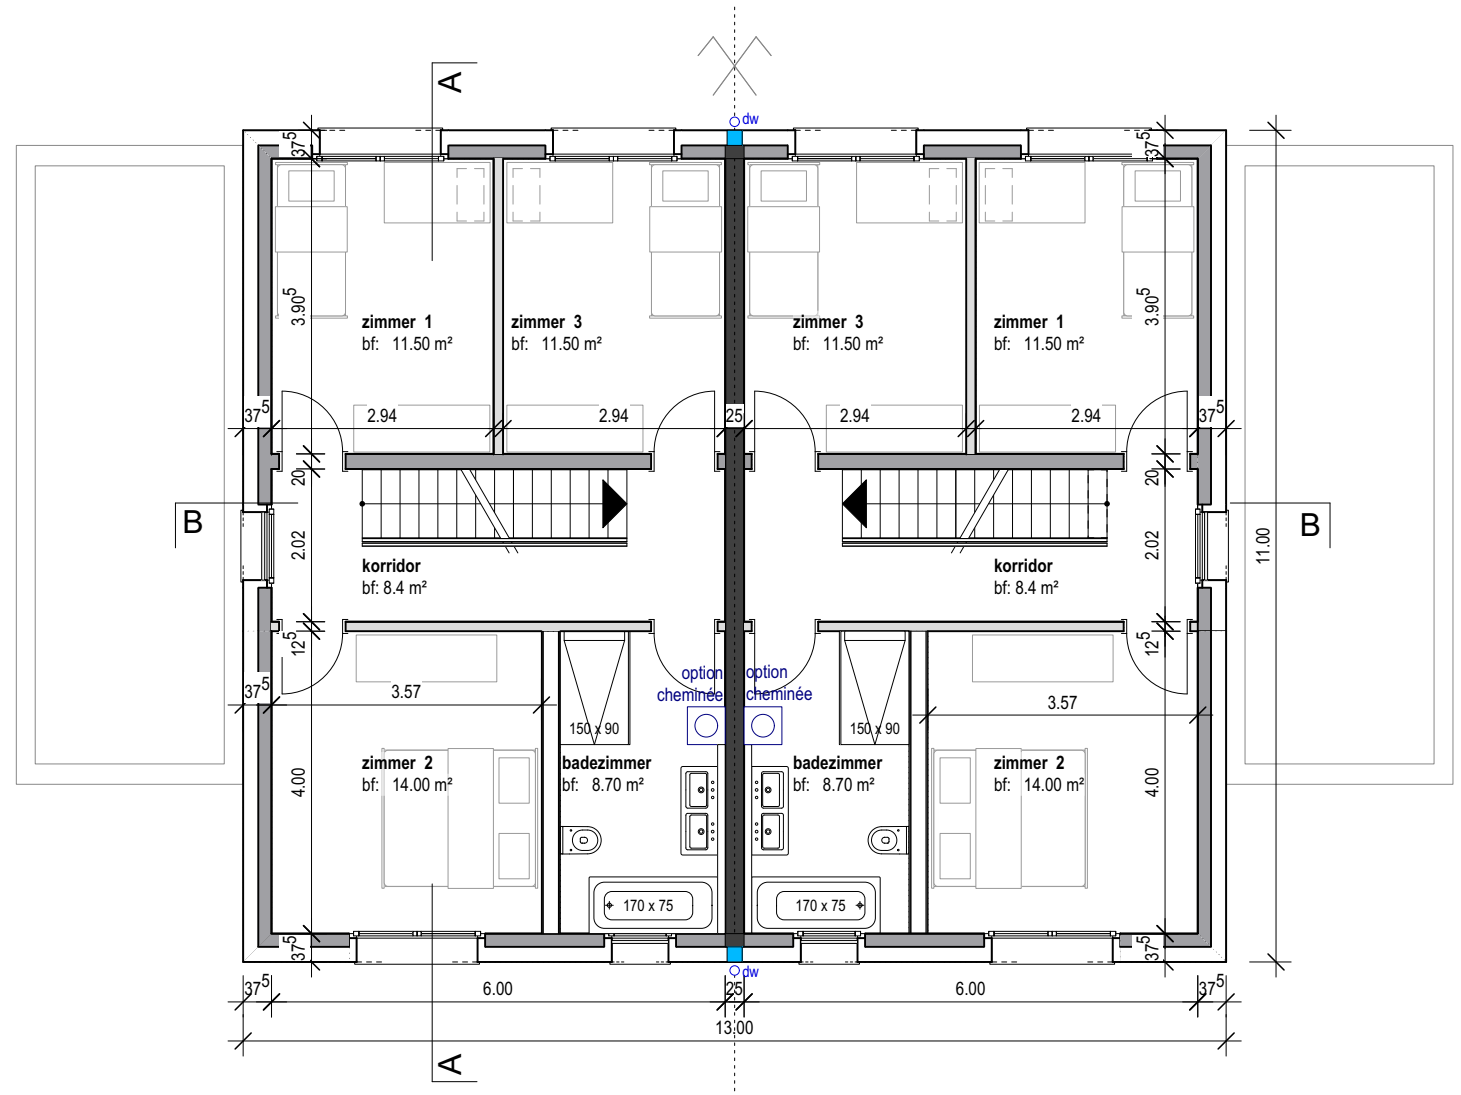 A
dw
37⁵
37⁵
3.90⁵
3.90⁵
zimmer 1
bf: 11.50 m²
zimmer 3
bf: 11.50 m²
zimmer 3
bf: 11.50 m²
zimmer 1
bf: 11.50 m²
37⁵
2.94
2.94
25
2.94
2.94
37⁵
20
20
B
B
2.02
2.02
11.00
korridor
bf: 8.4 m²
korridor
bf: 8.4 m²
12⁵
12⁵
37⁵
3.57
option
cheminée
option
cheminée
3.57
150 x 90
150 x 90
zimmer 2
bf: 14.00 m²
badezimmer
bf: 8.70 m²
badezimmer
bf: 8.70 m²
zimmer 2
bf: 14.00 m²
4.00
4.00
170 x 75
170 x 75
37⁵
37⁵
dw
37⁵
6.00
25
6.00
37⁵
13.00
A